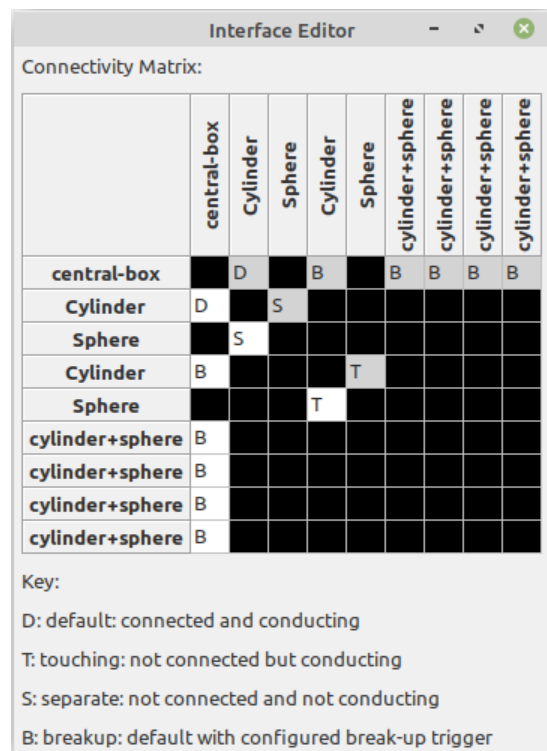 Interface Editor
Connectivity Matrix:
central-box Cylinder Sphere Cylinder Sphere cylinder+sphere cylinder+sphere cylinder+sphere cylinder+sphere
central-box D B B B B B
Cylinder D S
Sphere S
Cylinder B T
Sphere T
cylinder+sphere B
cylinder+sphere B
cylinder+sphere B
cylinder+sphere B
Key:
D: default: connected and conducting
T: touching: not connected but conducting
S: separate: not connected and not conducting
B: breakup: default with configured break-up trigger